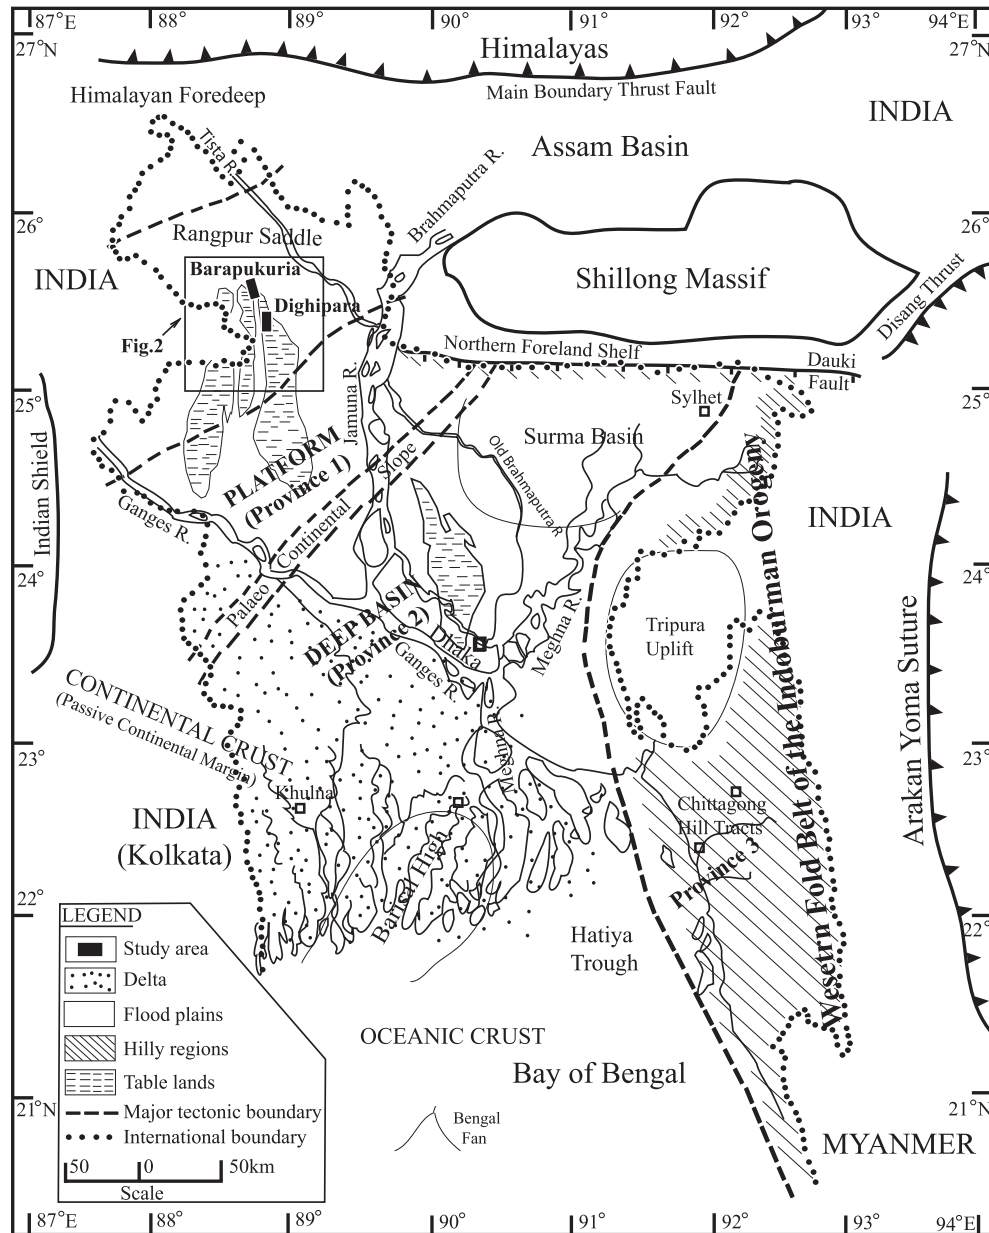 87°E
88°
89°
90°
91°
92°
93°
94°E
27°N
27°N
Himalayas
Main Boundary Thrust Fault
Himalayan Foredeep
INDIA
Tista R.
Assam Basin
Brahmaputra R.
26°
26°
Rangpur Saddle
INDIA
Barapukuria
Shillong Massif
Dighipara
Disang Thrust
Fig.2
Northern Foreland Shelf
Dauki
Fault
25°
25°
Jamuna R.
Sylhet
Surma Basin
Indian Shield
PLATFORM
(Province 1)
Slope
Continental
Palaeo
Old Brahmaputra R
Ganges R.
INDIA
24°
24°
DEEP BASIN
(Province 2)
Dhaka
Ganges R.
Meghna R.
Tripura
Uplift
Wesetrn Fold Belt of the Indoburman Orogeny
Arakan Yoma Suture
CONTINENTAL CRUST
(Passive Continental Margin)
23°
23°
Meghna R.
Khulna
Chittagong
Hill Tracts
INDIA
(Kolkata)
Barisal High
Province 3
22°
22°
Hatiya
Trough
LEGEND
Study area
Delta
Flood plains
Hilly regions
Table lands
Major tectonic boundary
International boundary
50 0 50km
Scale
OCEANIC CRUST
Bay of Bengal
21°N
21°N
Bengal
Fan
MYANMER
87°E
88°
89°
90°
91°
92°
93°
94°E